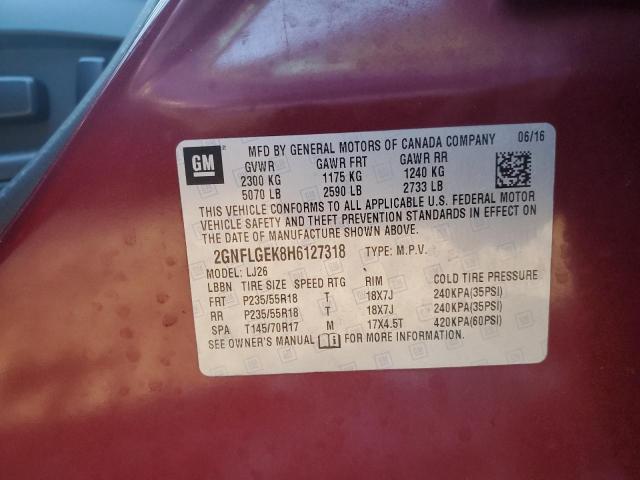 GM
MFD BY GENERAL MOTORS OF CANADA COMPANY 06/16
GVWR GAWR FRT GAWR RR
2300 KG 1175 KG 1240 KG
5070 LB 2590 LB 2733 LB
THIS VEHICLE CONFORMS TO ALL APPLICABLE U.S. FEDERAL MOTOR
VEHICLE SAFETY AND THEFT PREVENTION STANDARDS IN EFFECT ON
THE DATE OF MANUFACTURE SHOWN ABOVE.
2GNFLGEK8H6127318 TYPE: M.P.V.
MODEL: LJ26
LBBN TIRE SIZE SPEED RTG RIM COLD TIRE PRESSURE
FRT P235/55R18 T 18X7J 240KPA(35PSI)
RR P235/55R18 T 18X7J 240KPA(35PSI)
SPA T145/70R17 M 17X4.5T 420KPA(60PSI)
SEE OWNER'S MANUAL FOR MORE INFORMATION.